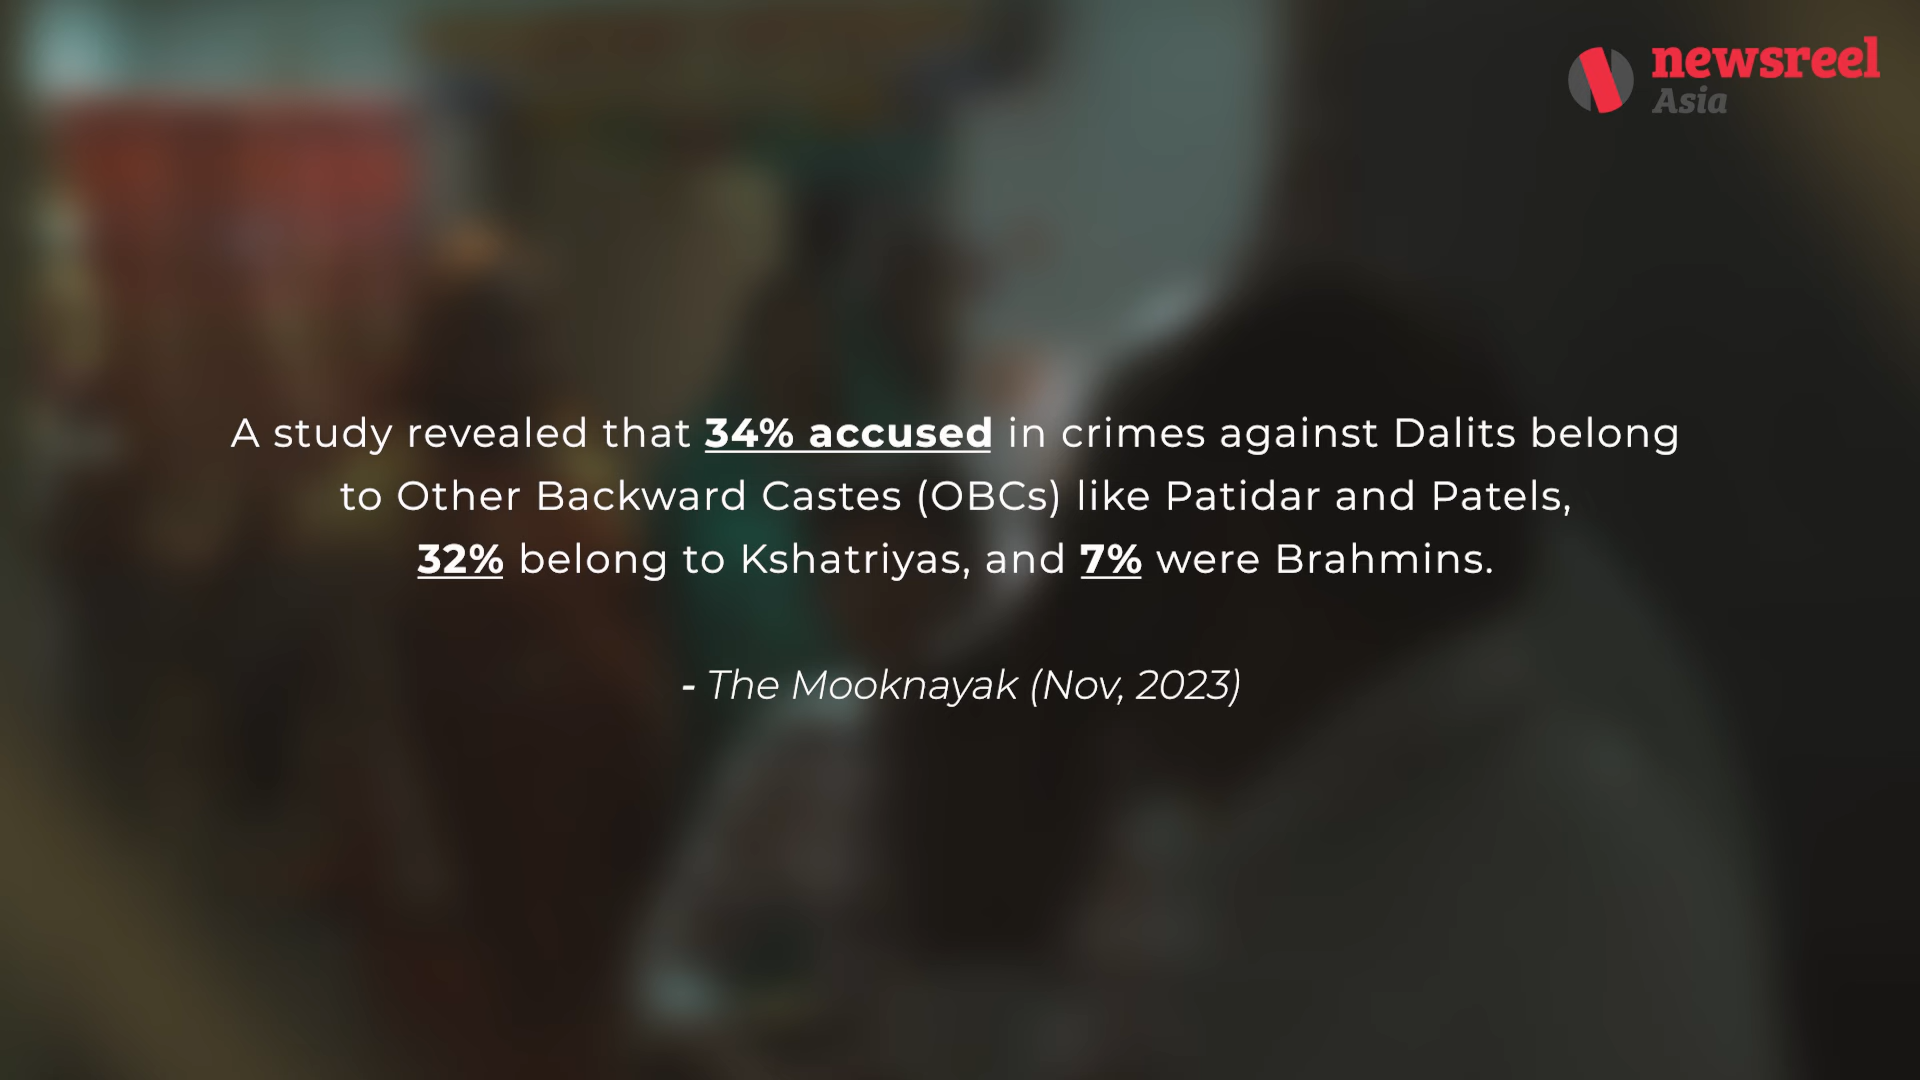 newsreel
Asia
A study revealed that 34% accused in crimes against Dalits belong
to Other Backward Castes (OBCs) like Patidar and Patels,
32% belong to Kshatriyas, and 7% were Brahmins.
- The Mooknayak (Nov, 2023)